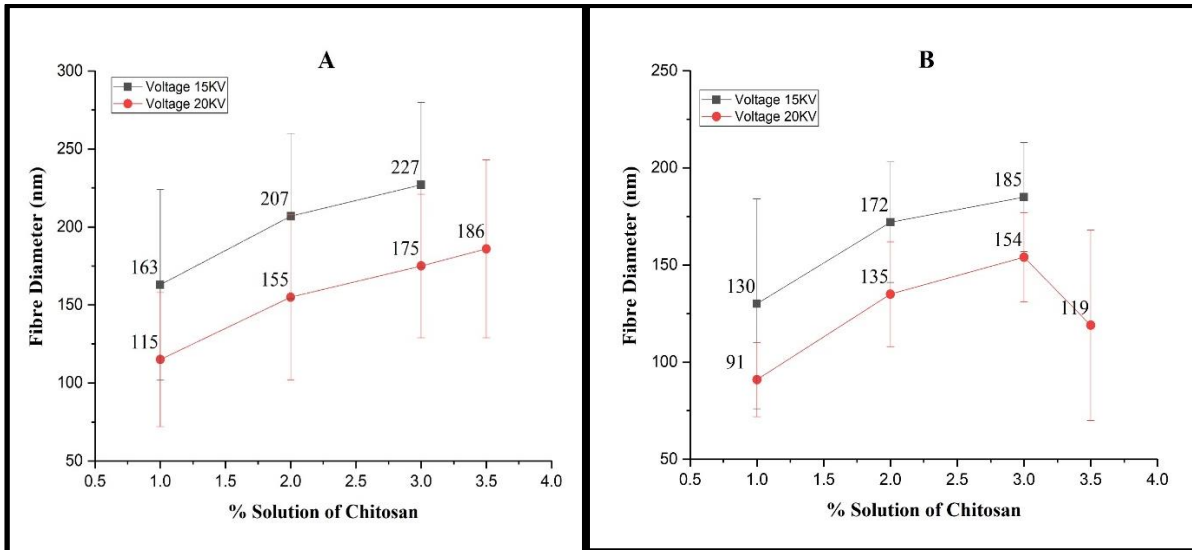 A
Voltage 15KV
Voltage 20KV
300
250
200
150
100
50
Fibre Diameter (nm)
163
207
227
115
155
175
186
0.5 1.0 1.5 2.0 2.5 3.0 3.5 4.0
% Solution of Chitosan
B
Voltage 15KV
Voltage 20KV
250
200
150
100
50
Fibre Diameter (nm)
130
172
185
91
135
154
119
0.5 1.0 1.5 2.0 2.5 3.0 3.5 4.0
% Solution of Chitosan